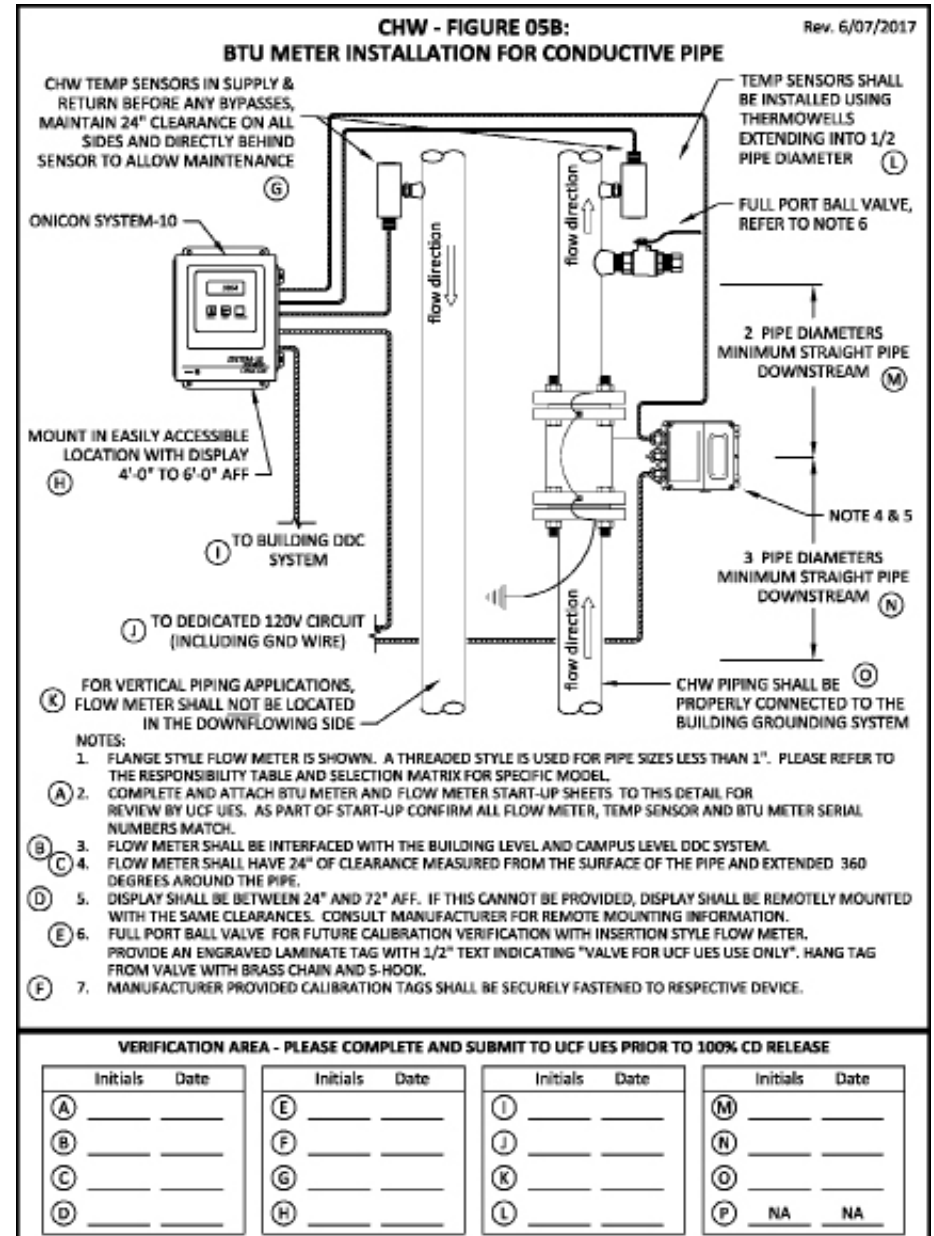 CHW - FIGURE 05B:
Rev. 6/07/2017
BTU METER INSTALLATION FOR CONDUCTIVE PIPE
CHW TEMP SENSORS IN SUPPLY &
RETURN BEFORE ANY BYPASSES,
MAINTAIN 24" CLEARANCE ON ALL
SIDES AND DIRECTLY BEHIND
SENSOR TO ALLOW MAINTENANCE
G
TEMP SENSORS SHALL
BE INSTALLED USING
THERMOWELLS
EXTENDING INTO 1/2
PIPE DIAMETER
L
FULL PORT BALL VALVE,
REFER TO NOTE 6
ONICON SYSTEM-10
flow direction
flow direction
2 PIPE DIAMETERS
MINIMUM STRAIGHT PIPE
DOWNSTREAM
M
MOUNT IN EASILY ACCESSIBLE
LOCATION WITH DISPLAY
4'-0" TO 6'-0" AFF
H
NOTE 4 & 5
I
TO BUILDING DDC
SYSTEM
3 PIPE DIAMETERS
MINIMUM STRAIGHT PIPE
DOWNSTREAM
N
J
TO DEDICATED 120V CIRCUIT
(INCLUDING GND WIRE)
flow direction
K
FOR VERTICAL PIPING APPLICATIONS,
FLOW METER SHALL NOT BE LOCATED
IN THE DOWNFLOWING SIDE
O
CHW PIPING SHALL BE
PROPERLY CONNECTED TO THE
BUILDING GROUNDING SYSTEM
NOTES:
1. FLANGE STYLE FLOW METER IS SHOWN. A THREADED STYLE IS USED FOR PIPE SIZES LESS THAN 1". PLEASE REFER TO
THE RESPONSIBILITY TABLE AND SELECTION MATRIX FOR SPECIFIC MODEL.
A 2. COMPLETE AND ATTACH BTU METER AND FLOW METER START-UP SHEETS TO THIS DETAIL FOR
REVIEW BY UCF UES. AS PART OF START-UP CONFIRM ALL FLOW METER, TEMP SENSOR AND BTU METER SERIAL
NUMBERS MATCH.
B 3. FLOW METER SHALL BE INTERFACED WITH THE BUILDING LEVEL AND CAMPUS LEVEL DDC SYSTEM.
C 4. FLOW METER SHALL HAVE 24" OF CLEARANCE MEASURED FROM THE SURFACE OF THE PIPE AND EXTENDED 360
DEGREES AROUND THE PIPE.
D 5. DISPLAY SHALL BE BETWEEN 24" AND 72" AFF. IF THIS CANNOT BE PROVIDED, DISPLAY SHALL BE REMOTELY MOUNTED
WITH THE SAME CLEARANCES. CONSULT MANUFACTURER FOR REMOTE MOUNTING INFORMATION.
E 6. FULL PORT BALL VALVE FOR FUTURE CALIBRATION VERIFICATION WITH INSERTION STYLE FLOW METER.
PROVIDE AN ENGRAVED LAMINATE TAG WITH 1/2" TEXT INDICATING "VALVE FOR UCF UES USE ONLY". HANG TAG
FROM VALVE WITH BRASS CHAIN AND S-HOOK.
F 7. MANUFACTURER PROVIDED CALIBRATION TAGS SHALL BE SECURELY FASTENED TO RESPECTIVE DEVICE.
VERIFICATION AREA - PLEASE COMPLETE AND SUBMIT TO UCF UES PRIOR TO 100% CD RELEASE
Initials Date Initials Date Initials Date Initials Date
A E I M
B F J N
C G K O
D H L P NA NA